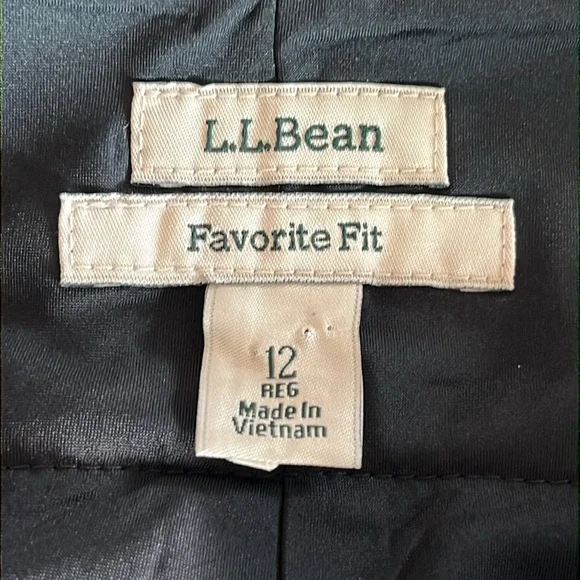 L.L.Bean
Favorite Fit
12
REG
Made In
Vietnam